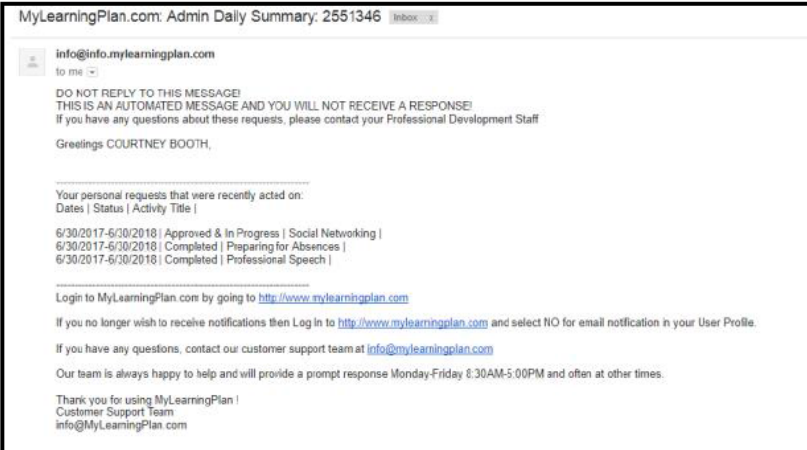 MyLearningPlan.com: Admin Daily Summary: 2551346 Inbox x
info@info.mylearningplan.com
to me
DO NOT REPLY TO THIS MESSAGE!
THIS IS AN AUTOMATED MESSAGE AND YOU WILL NOT RECEIVE A RESPONSE!
If you have any questions about these requests, please contact your Professional Development Staff
Greetings COURTNEY BOOTH,
Your personal requests that were recently acted on:
Dates | Status | Activity Title |
6/30/2017-6/30/2018 | Approved & In Progress | Social Networking |
6/30/2017-6/30/2018 | Completed | Preparing for Absences |
6/30/2017-6/30/2018 | Completed | Professional Speech |
Login to MyLearningPlan.com by going to http://www.mylearningplan.com
If you no longer wish to receive notifications then Log In to http://www.mylearningplan.com and select NO for email notification in your User Profile.
If you have any questions, contact our customer support team at info@mylearningplan.com
Our team is always happy to help and will provide a prompt response Monday-Friday 8:30AM-5:00PM and often at other times.
Thank you for using MyLearningPlan !
Customer Support Team
info@MyLearningPlan.com